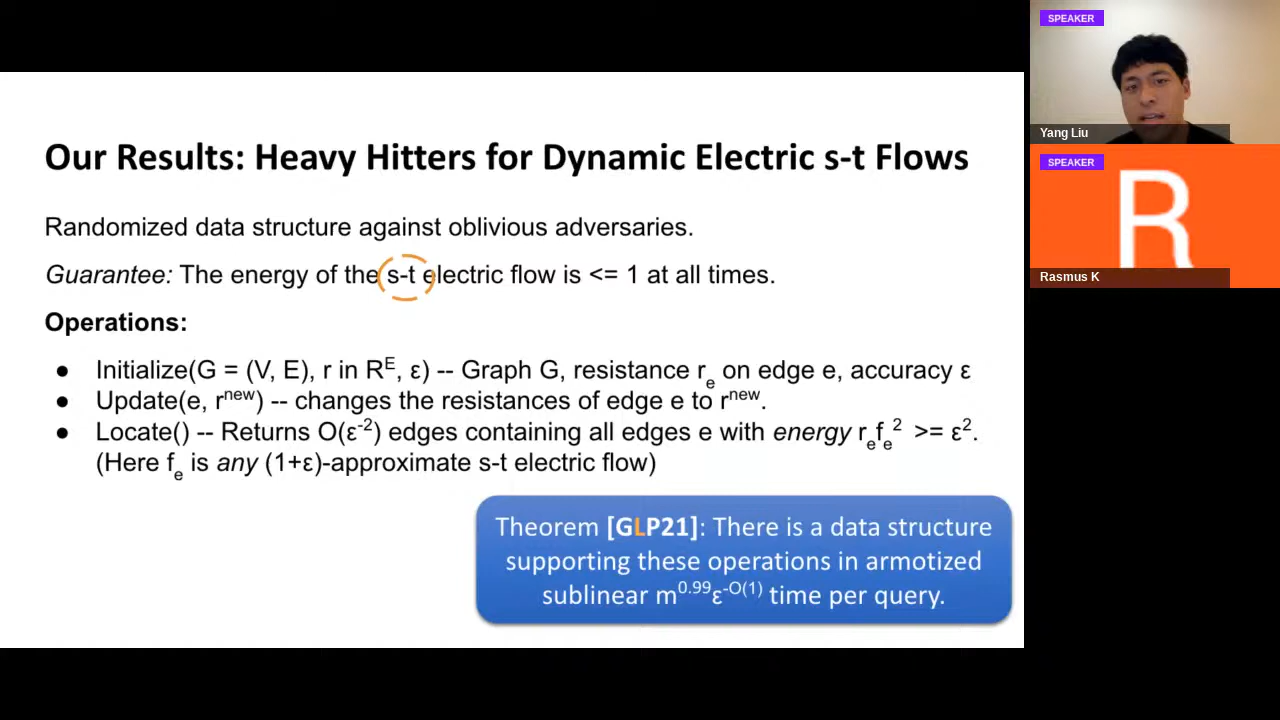 Our Results: Heavy Hitters for Dynamic Electric s-t Flows
Randomized data structure against oblivious adversaries.
Guarantee: The energy of the s-t electric flow is <= 1 at all times.
Operations:
● Initialize(G = (V, E), r in R^E, ε) -- Graph G, resistance r_e on edge e, accuracy ε
● Update(e, r^new) -- changes the resistances of edge e to r^new.
● Locate() -- Returns O(ε^-2) edges containing all edges e with energy r_e f_e^2 >= ε^2.
(Here f_e is any (1+ε)-approximate s-t electric flow)
Theorem [GLP21]: There is a data structure
supporting these operations in armotized
sublinear m^0.99 ε^-O(1) time per query.
SPEAKER
Yang Liu
SPEAKER
R
Rasmus K